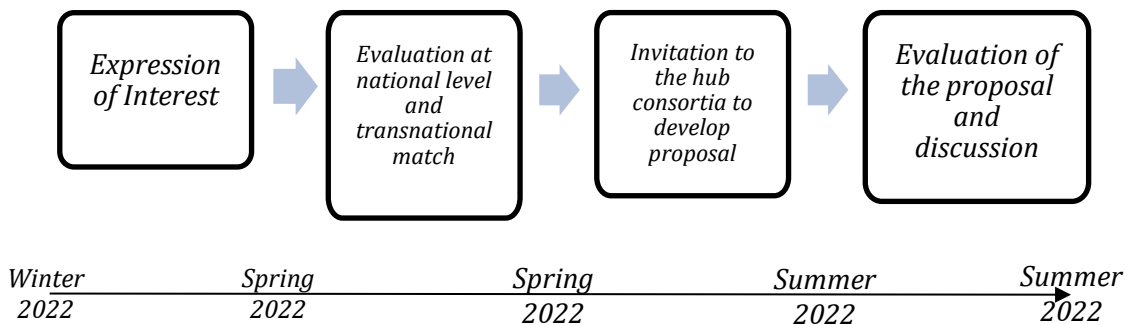 Expression
of Interest
Evaluation at
national level
and
transnational
match
Invitation to
the hub
consortia to
develop
proposal
Evaluation of
the proposal
and
discussion
Winter
2022
Spring
2022
Spring
2022
Summer
2022
Summer
2022